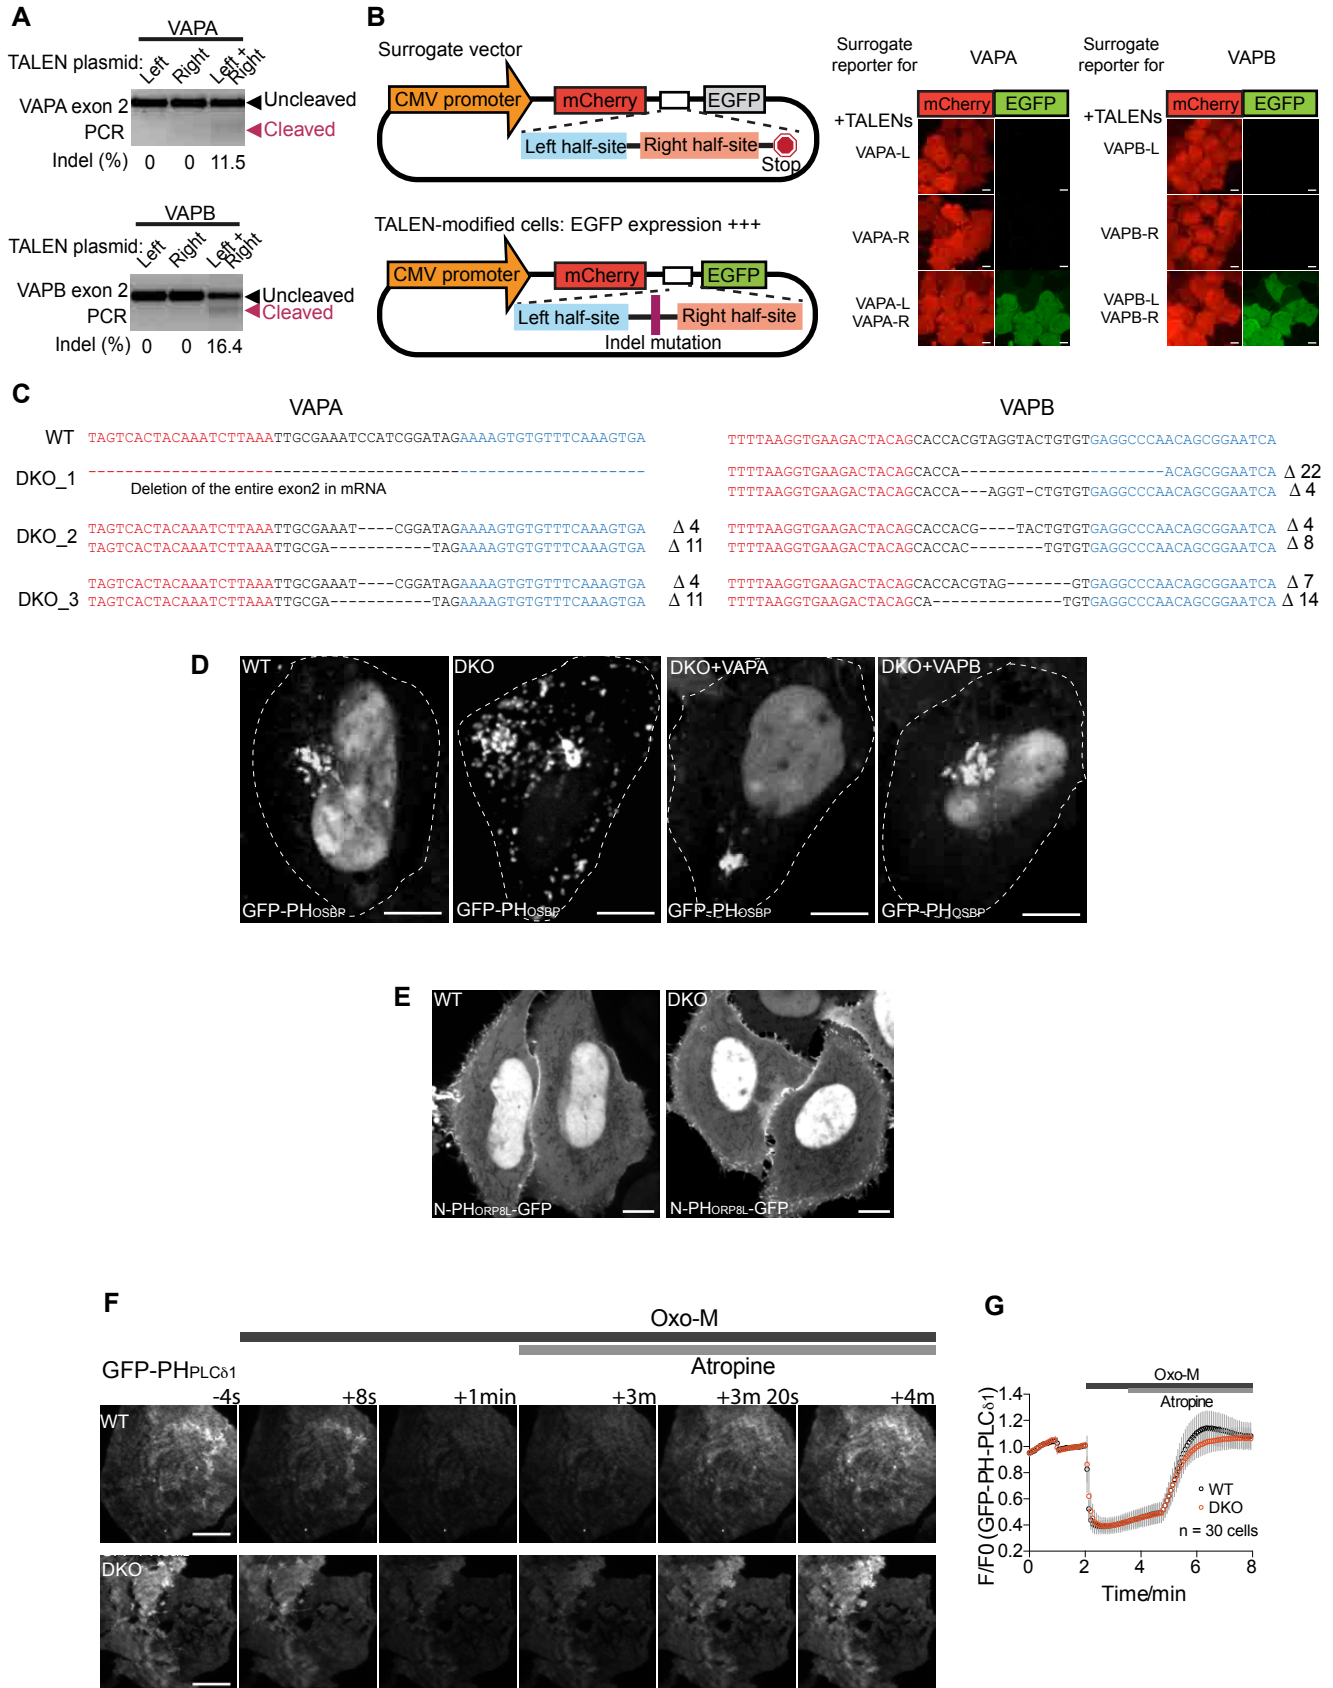 A
VAPA
TALEN plasmid: Left Right Left + Right
VAPA exon 2 PCR
Uncleaved
Cleaved
Indel (%) 0 0 11.5
VAPB
TALEN plasmid: Left Right Left + Right
VAPB exon 2 PCR
Uncleaved
Cleaved
Indel (%) 0 0 16.4
B
Surrogate vector
CMV promoter mCherry EGFP
Left half-site Right half-site
Stop
TALEN-modified cells: EGFP expression +++
CMV promoter mCherry EGFP
Left half-site Right half-site
Indel mutation
Surrogate reporter for VAPA
mCherry EGFP
+TALENs
VAPA-L
VAPA-R
VAPA-L
VAPA-R
Surrogate reporter for VAPB
mCherry EGFP
+TALENs
VAPB-L
VAPB-R
VAPB-L
VAPB-R
C
VAPA VAPB
WT TAGTCACTACAAATCTTAAATTGCGAAATCCATCGGATAGAAAAGTGTGTTTCAAAGTGA TTTTAAGGTGAAGACTACAGCACCACGTAGGTACTGTGTGAGGCCCAACAGCGGAATCA
DKO_1 ------------------------------------------------------------ TTTTAAGGTGAAGACTACAGCACCA----------------------ACAGCGGAATCA Δ 22
Deletion of the entire exon2 in mRNA TTTTAAGGTGAAGACTACAGCACCA---AGGT-CTGTGTGAGGCCCAACAGCGGAATCA Δ 4
DKO_2 TAGTCACTACAAATCTTAAATTGCGAAAT----CGGATAGAAAAGTGTGTTTCAAAGTGA Δ 4 TTTTAAGGTGAAGACTACAGCACCACG----TACTGTGTGAGGCCCAACAGCGGAATCA Δ 4
TAGTCACTACAAATCTTAAATTGCGA-----------TAGAAAAGTGTGTTTCAAAGTGA Δ 11 TTTTAAGGTGAAGACTACAGCACCAC--------TGTGTGAGGCCCAACAGCGGAATCA Δ 8
DKO_3 TAGTCACTACAAATCTTAAATTGCGAAAT----CGGATAGAAAAGTGTGTTTCAAAGTGA Δ 4 TTTTAAGGTGAAGACTACAGCACCACGTAG-------GTGAGGCCCAACAGCGGAATCA Δ 7
TAGTCACTACAAATCTTAAATTGCGA-----------TAGAAAAGTGTGTTTCAAAGTGA Δ 11 TTTTAAGGTGAAGACTACAGCA--------------TGTGAGGCCCAACAGCGGAATCA Δ 14
D
WT DKO DKO+VAPA DKO+VAPB
GFP-PHOSBP GFP-PHOSBP GFP-PHOSBP GFP-PHOSBP
E
WT DKO
N-PHORP8L-GFP N-PHORP8L-GFP
F
Oxo-M
Atropine
GFP-PHPLCδ1
-4s +8s +1min +3m +3m 20s +4m
WT
DKO
G
Oxo-M
Atropine
F/F0 (GFP-PH-PLCδ1)
1.4
1.2
1.0
0.8
0.6
0.4
0.2
WT
DKO
n = 30 cells
0 2 4 6 8
Time/min